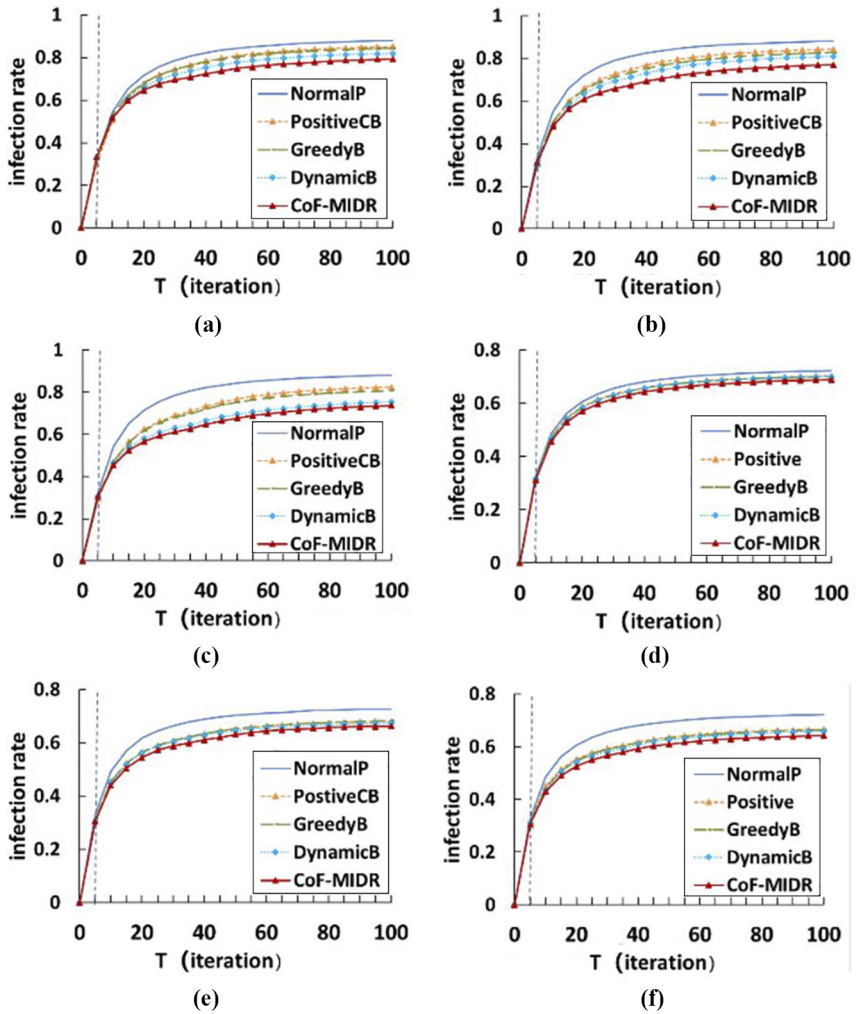 1
0.8
0.6
0.4
0.2
0
infection rate
NormalP
PositiveCB
GreedyB
DynamicB
CoF-MIDR
0 20 40 60 80 100
T (iteration)
(a)
1
0.8
0.6
0.4
0.2
0
infection rate
NormalP
PositiveCB
GreedyB
DynamicB
CoF-MIDR
0 20 40 60 80 100
T (iteration)
(b)
1
0.8
0.6
0.4
0.2
0
infection rate
NormalP
PositiveCB
GreedyB
DynamicB
CoF-MIDR
0 20 40 60 80 100
T (iteration)
(c)
0.8
0.6
0.4
0.2
0
infection rate
NormalP
Positive
GreedyB
DynamicB
CoF-MIDR
0 20 40 60 80 100
T (iteration)
(d)
0.8
0.6
0.4
0.2
0
infection rate
NormalP
PostiveCB
GreedyB
DynamicB
CoF-MIDR
0 20 40 60 80 100
T (iteration)
(e)
0.8
0.6
0.4
0.2
0
infection rate
NormalP
Positive
GreedyB
DynamicB
CoF-MIDR
0 20 40 60 80 100
T (iteration)
(f)